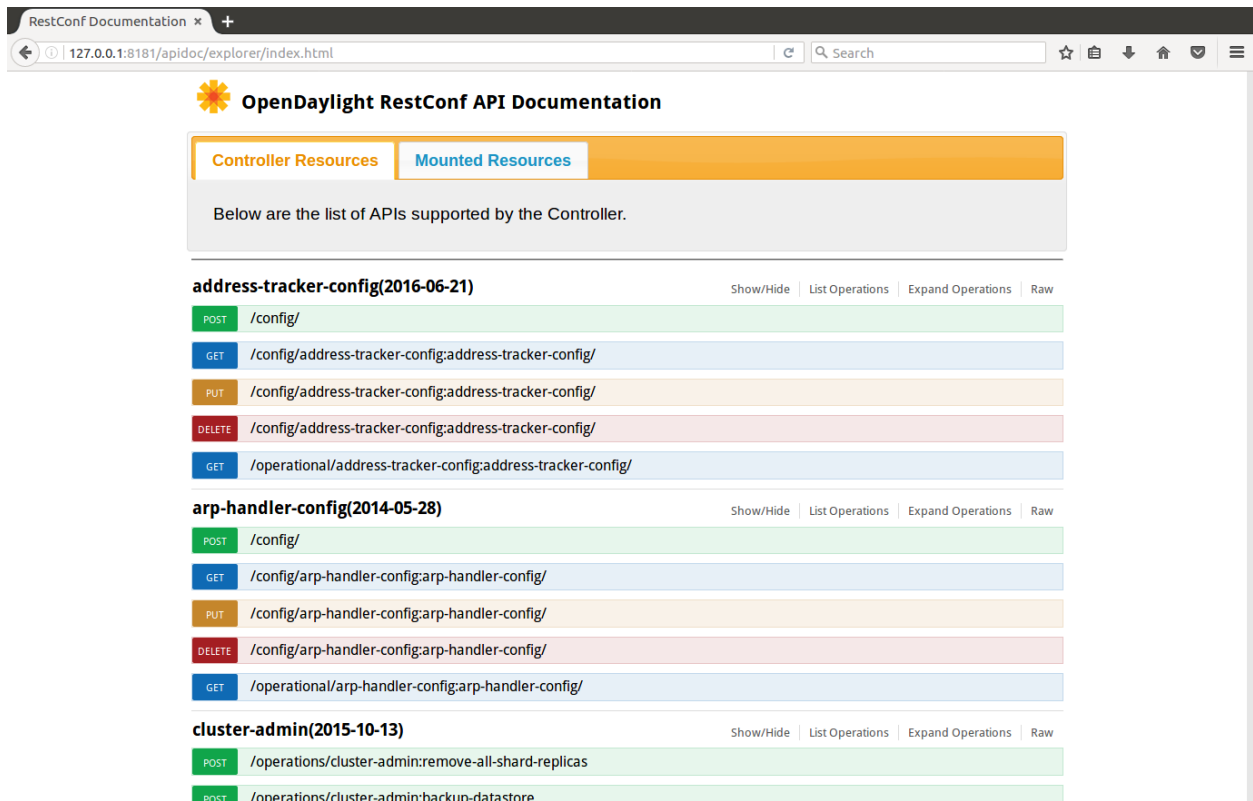 RestConf Documentation × +
127.0.0.1:8181/apidoc/explorer/index.html Search
OpenDaylight RestConf API Documentation
Controller Resources Mounted Resources
Below are the list of APIs supported by the Controller.
address-tracker-config(2016-06-21) Show/Hide List Operations Expand Operations Raw
POST /config/
GET /config/address-tracker-config:address-tracker-config/
PUT /config/address-tracker-config:address-tracker-config/
DELETE /config/address-tracker-config:address-tracker-config/
GET /operational/address-tracker-config:address-tracker-config/
arp-handler-config(2014-05-28) Show/Hide List Operations Expand Operations Raw
POST /config/
GET /config/arp-handler-config:arp-handler-config/
PUT /config/arp-handler-config:arp-handler-config/
DELETE /config/arp-handler-config:arp-handler-config/
GET /operational/arp-handler-config:arp-handler-config/
cluster-admin(2015-10-13) Show/Hide List Operations Expand Operations Raw
POST /operations/cluster-admin:remove-all-shard-replicas
POST /operations/cluster-admin:backup-datastore